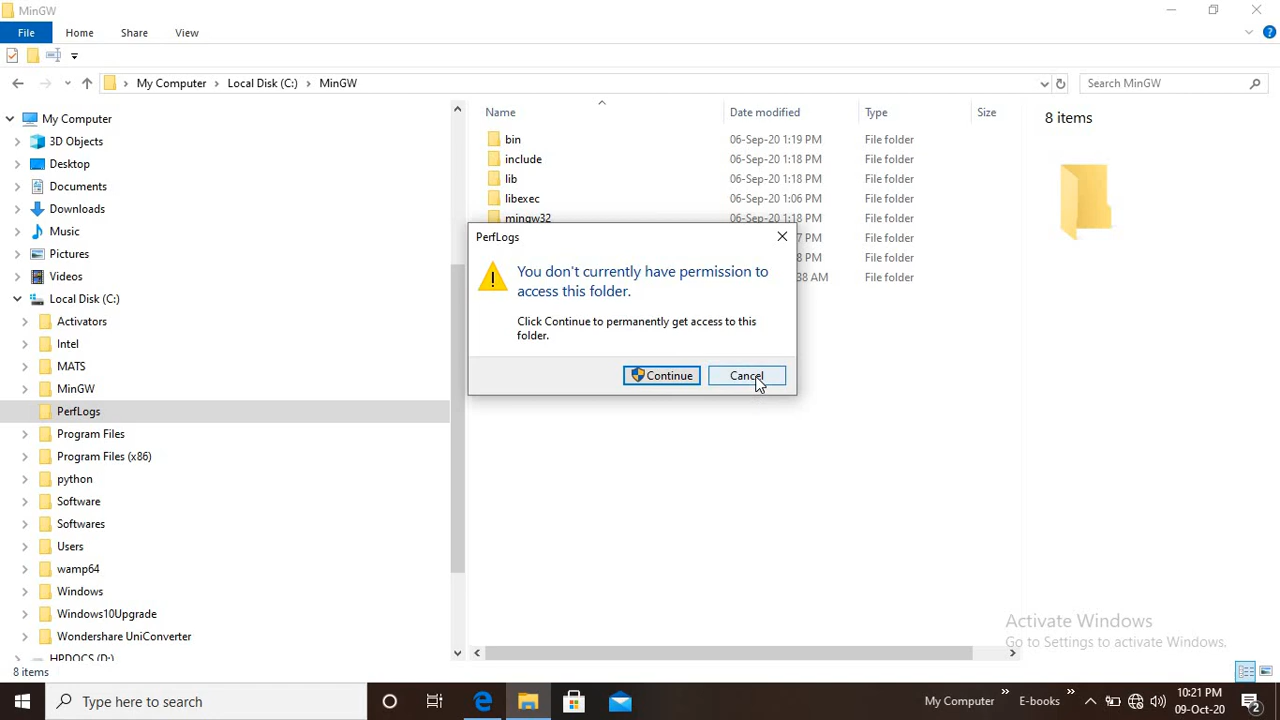 MinGW
File Home Share View
My Computer Local Disk (C:) MinGW Search MinGW
My Computer
3D Objects
Desktop
Documents
Downloads
Music
Pictures
Videos
Local Disk (C:)
Activators
Intel
MATS
MinGW
PerfLogs
Program Files
Program Files (x86)
python
Software
Softwares
Users
wamp64
Windows
Windows10Upgrade
Wondershare UniConverter
HPDOCS (D:)
Name Date modified Type Size
bin 06-Sep-20 1:19 PM File folder
include 06-Sep-20 1:18 PM File folder
lib 06-Sep-20 1:18 PM File folder
libexec 06-Sep-20 1:06 PM File folder
mingw32 06-Sep-20 1:18 PM File folder
7 PM File folder
8 PM File folder
38 AM File folder
8 items
PerfLogs
You don't currently have permission to
access this folder.
Click Continue to permanently get access to this
folder.
Continue Cancel
Activate Windows
Go to Settings to activate Windows.
8 items
Type here to search
My Computer
E-books
10:21 PM
09-Oct-20
2